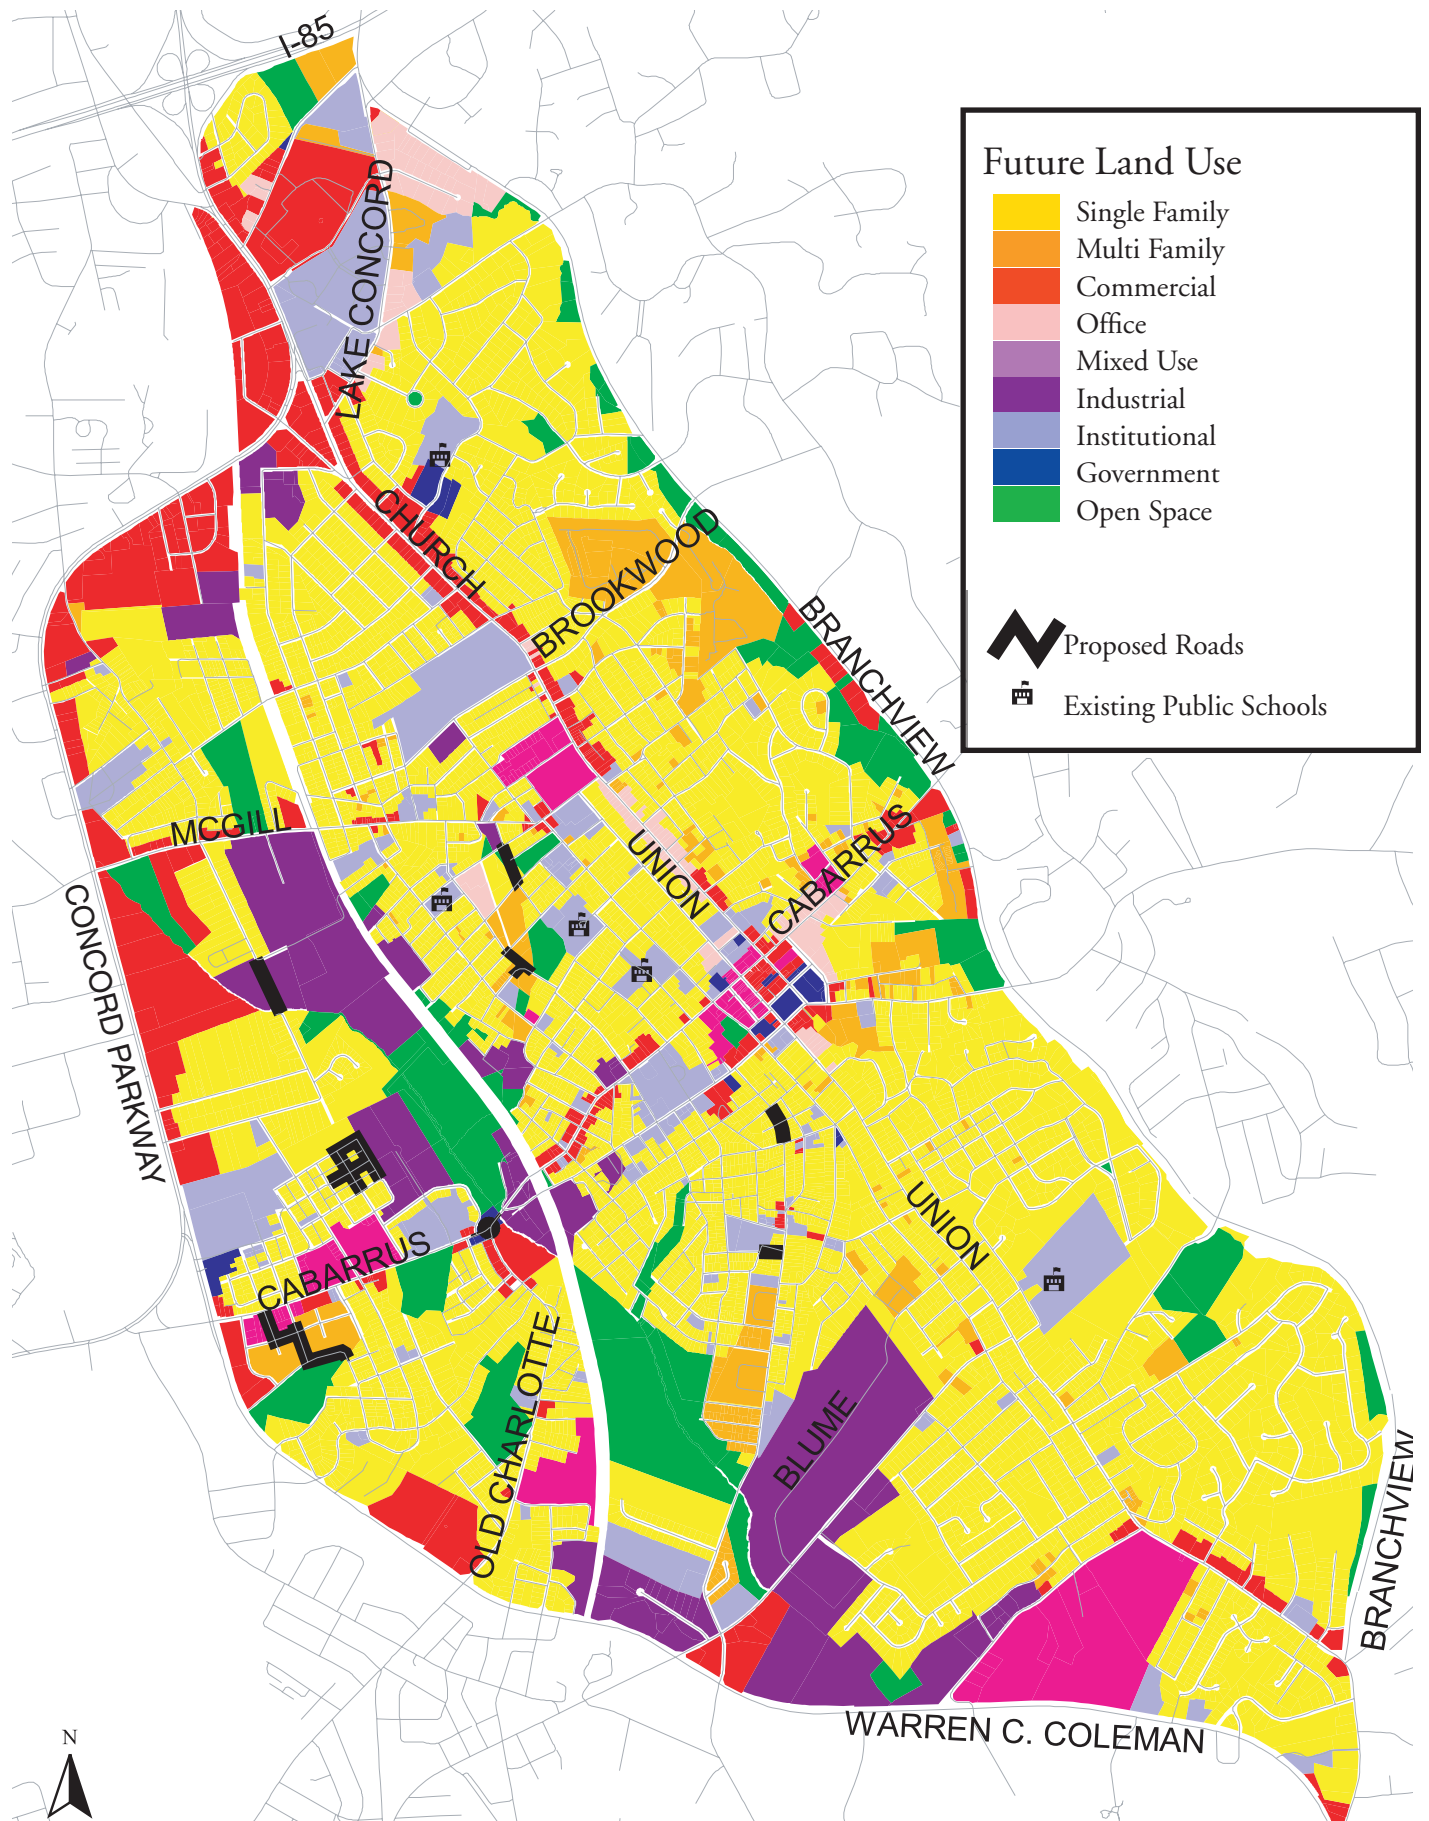 I-85
LAKE CONCORD
Future Land Use
Single Family
Multi Family
Commercial
Office
Mixed Use
Industrial
Institutional
Government
Open Space
Proposed Roads
Existing Public Schools
CHURCH
BROOKWOOD
BRANCHVIEW
MCGILL
UNION
CABARRUS
CONCORD PARKWAY
UNION
CABARRUS
OLD CHARLOTTE
BLUME
BRANCHVIEW
WARREN C. COLEMAN
N